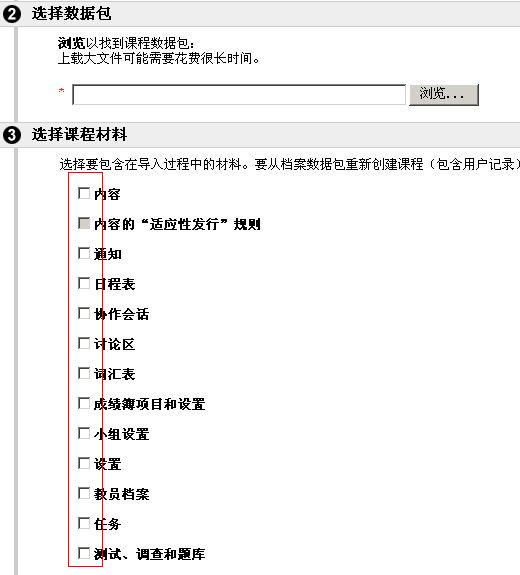 2 选择数据包
浏览以找到课程数据包：
上载大文件可能需要花费很长时间。
* 浏览...
3 选择课程材料
选择要包含在导入过程中的材料。要从档案数据包重新创建课程（包含用户记录）
内容
内容的“适应性发行”规则
通知
日程表
协作会话
讨论区
词汇表
成绩簿项目和设置
小组设置
设置
教员档案
任务
测试、调查和题库